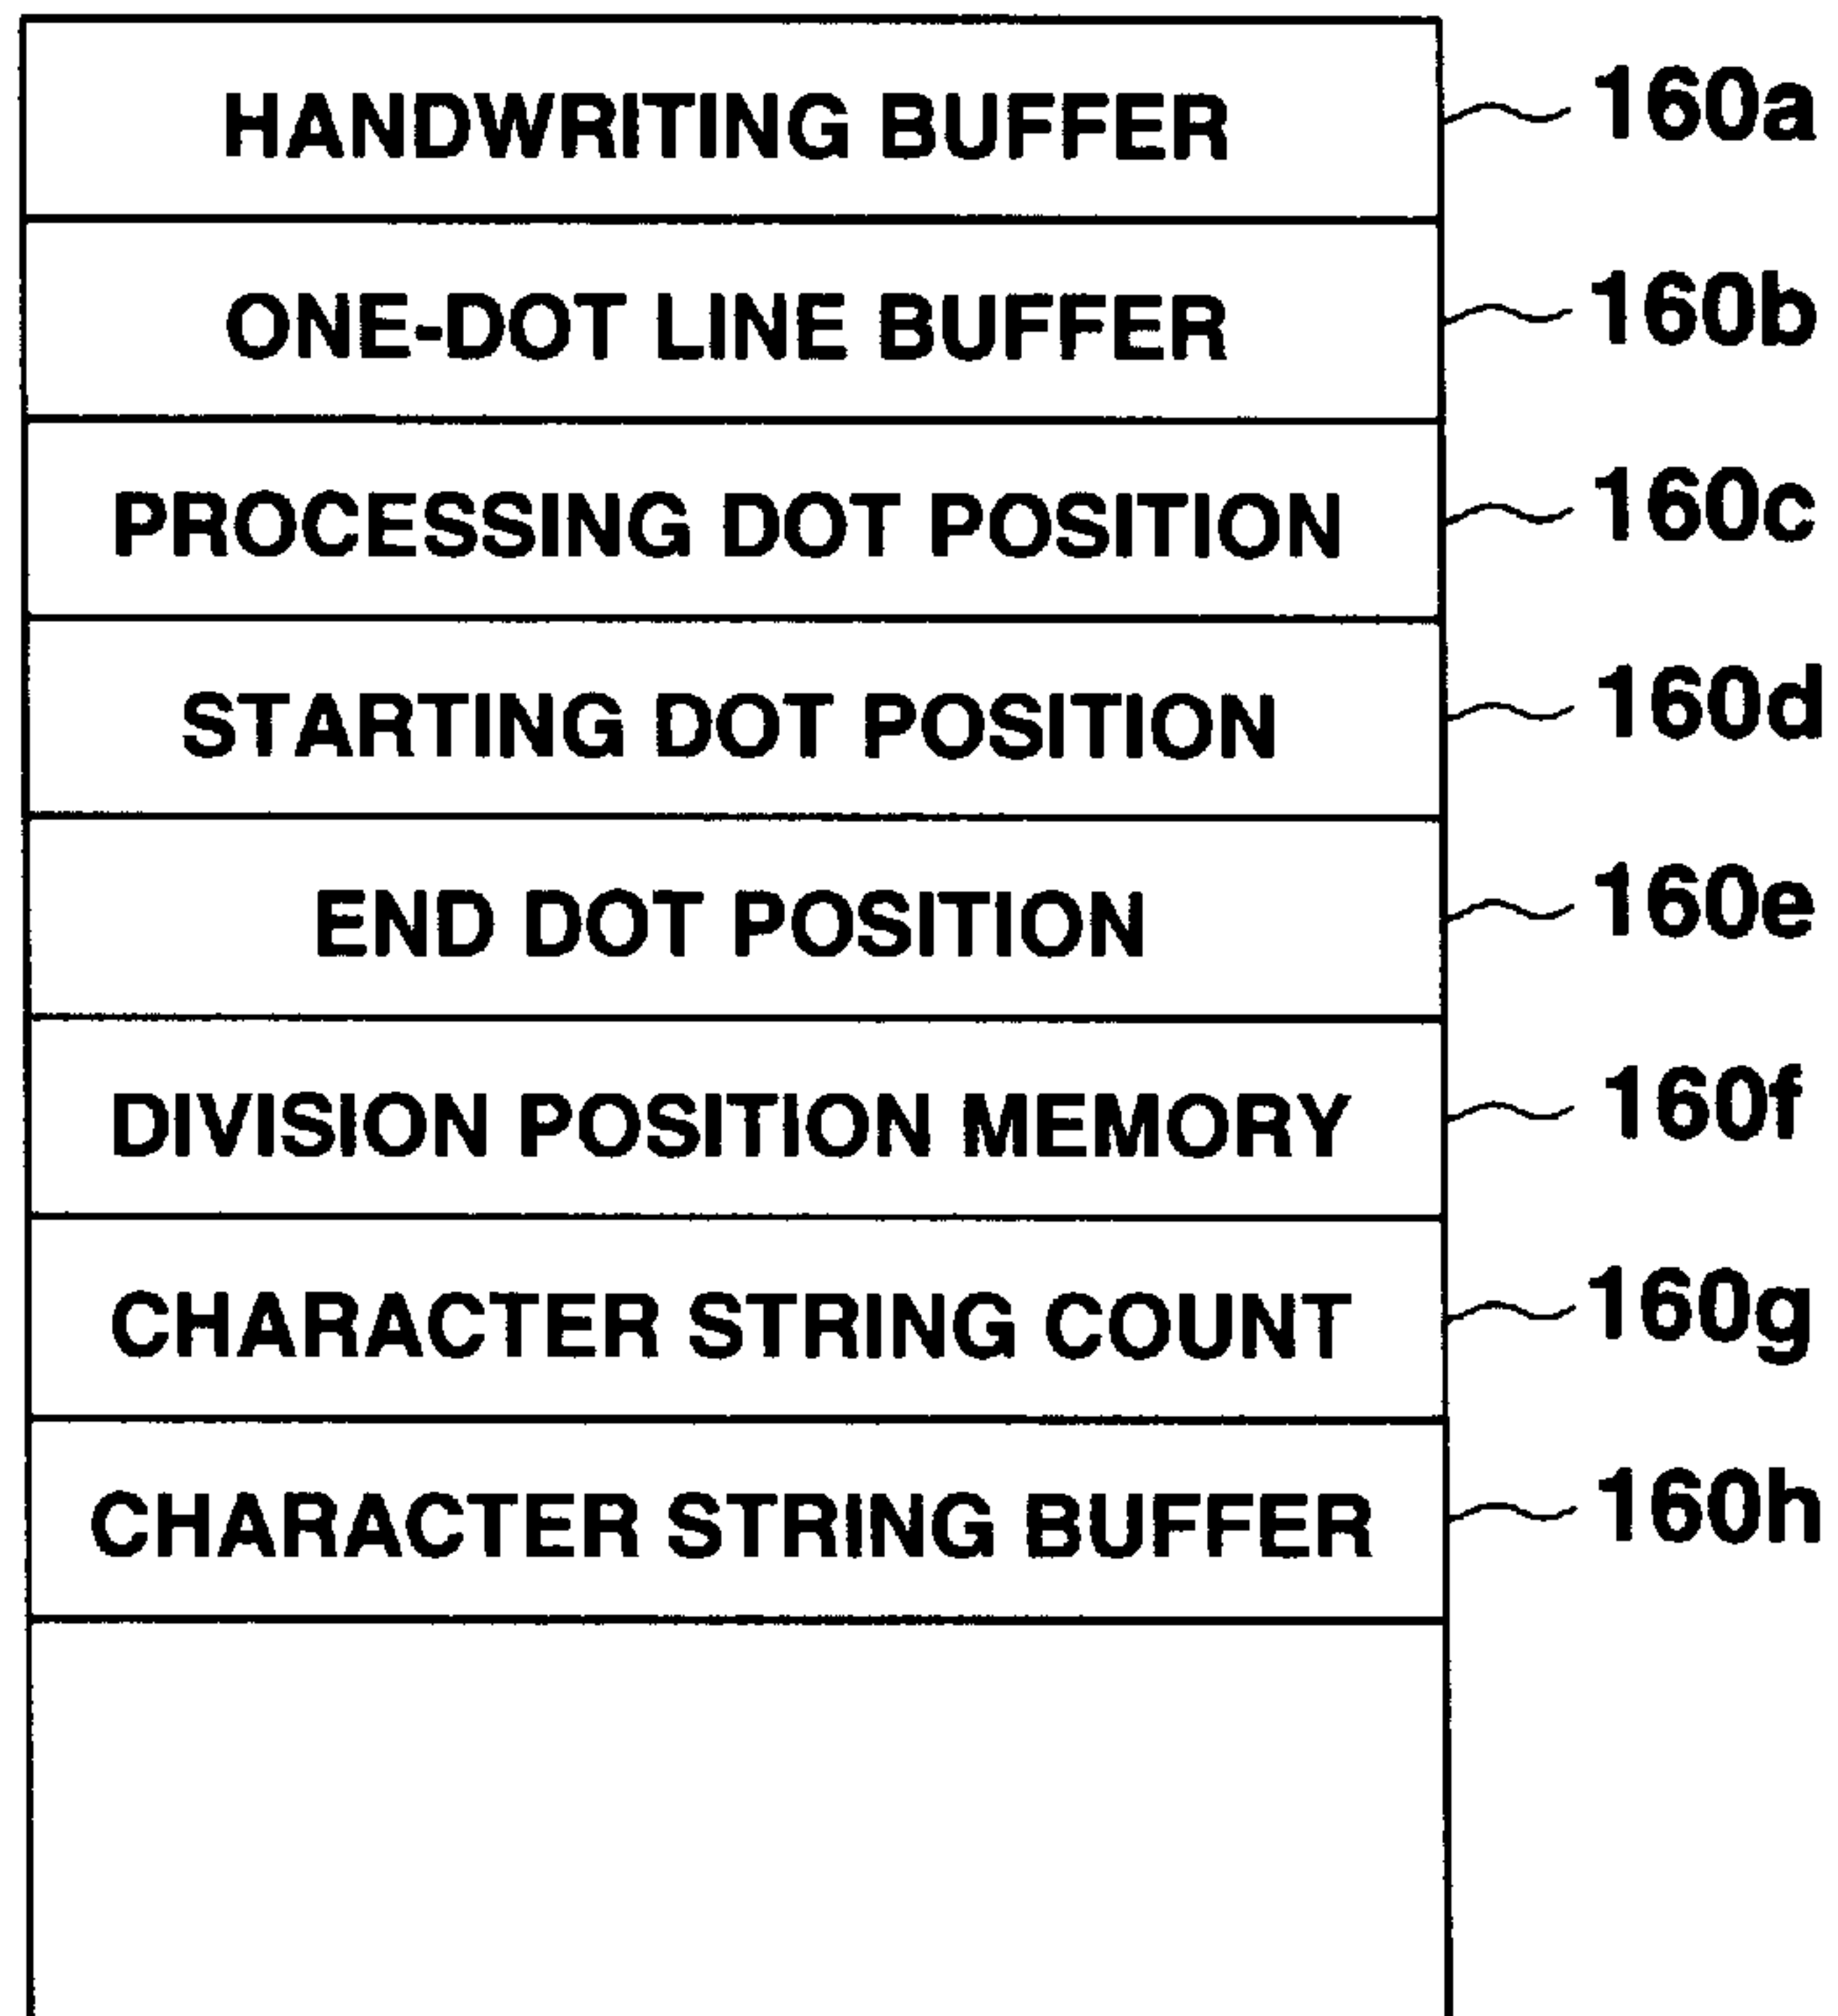 HANDWRITING BUFFER 160a
ONE-DOT LINE BUFFER 160b
PROCESSING DOT POSITION 160c
STARTING DOT POSITION 160d
END DOT POSITION 160e
DIVISION POSITION MEMORY 160f
CHARACTER STRING COUNT 160g
CHARACTER STRING BUFFER 160h